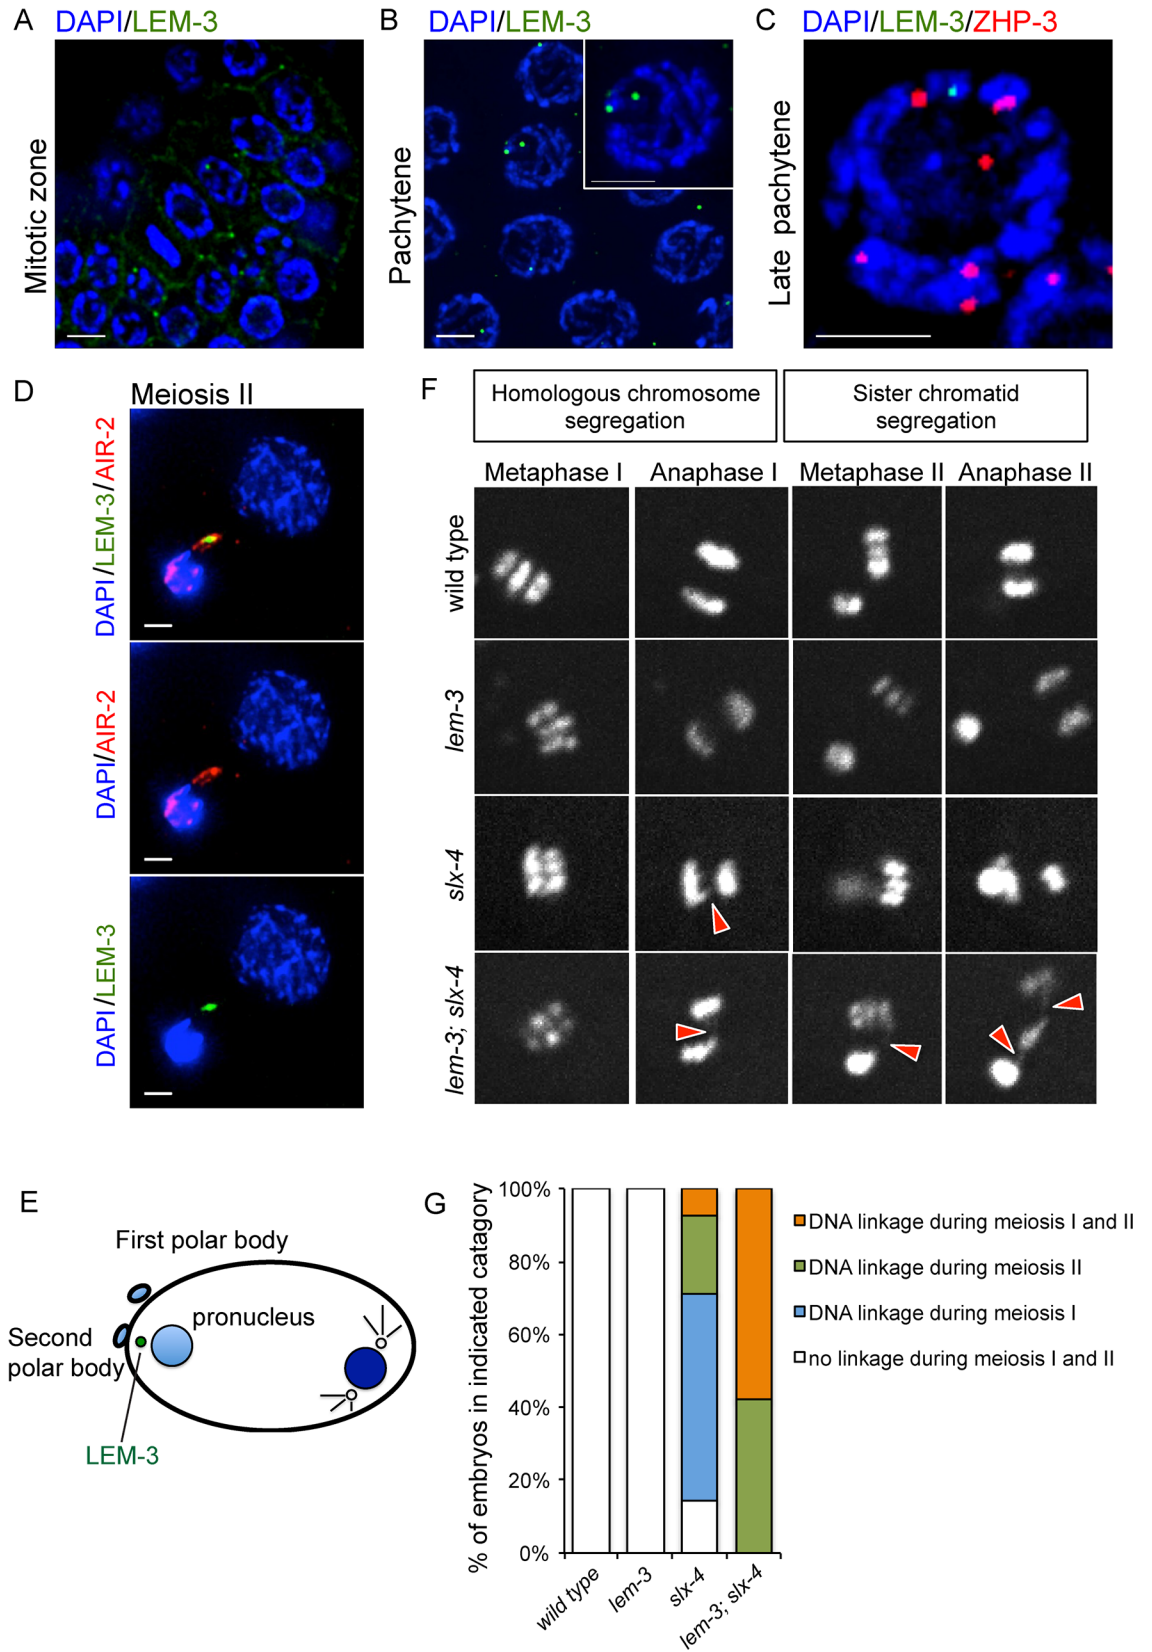 A
DAPI/LEM-3
Mitotic zone
B
DAPI/LEM-3
Pachytene
C
DAPI/LEM-3/ZHP-3
Late pachytene
D
Meiosis II
DAPI/LEM-3/AIR-2
DAPI/AIR-2
DAPI/LEM-3
F
Homologous chromosome
segregation
Sister chromatid
segregation
Metaphase I
Anaphase I
Metaphase II
Anaphase II
wild type
lem-3
slx-4
lem-3; slx-4
E
First polar body
pronucleus
Second
polar body
LEM-3
G
% of embryos in indicated catagory
100%
80%
60%
40%
20%
0%
wild type
lem-3
slx-4
lem-3; slx-4
DNA linkage during meiosis I and II
DNA linkage during meiosis II
DNA linkage during meiosis I
no linkage during meiosis I and II